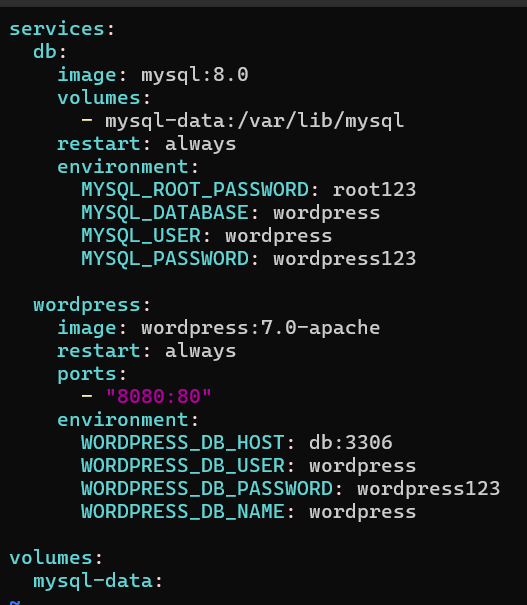 services:
  db:
    image: mysql:8.0
    volumes:
      - mysql-data:/var/lib/mysql
    restart: always
    environment:
      MYSQL_ROOT_PASSWORD: root123
      MYSQL_DATABASE: wordpress
      MYSQL_USER: wordpress
      MYSQL_PASSWORD: wordpress123

  wordpress:
    image: wordpress:7.0-apache
    restart: always
    ports:
      - "8080:80"
    environment:
      WORDPRESS_DB_HOST: db:3306
      WORDPRESS_DB_USER: wordpress
      WORDPRESS_DB_PASSWORD: wordpress123
      WORDPRESS_DB_NAME: wordpress

volumes:
  mysql-data:
~